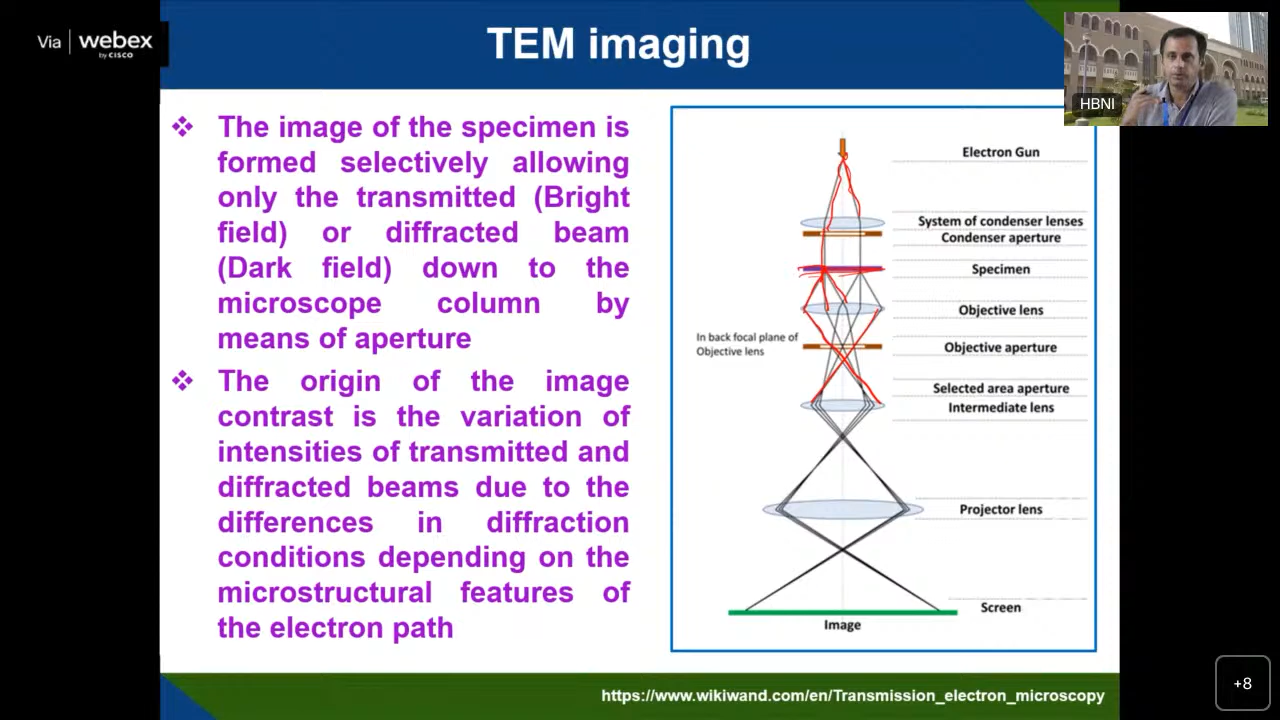 Via | webex
by CISCO
TEM imaging
HBNI
❖ The image of the specimen is
formed selectively allowing
only the transmitted (Bright
field) or diffracted beam
(Dark field) down to the
microscope column by
means of aperture
❖ The origin of the image
contrast is the variation of
intensities of transmitted and
diffracted beams due to the
differences in diffraction
conditions depending on the
microstructural features of
the electron path
Electron Gun
System of condenser lenses
Condenser aperture
Specimen
Objective lens
In back focal plane of
Objective lens
Objective aperture
Selected area aperture
Intermediate lens
Projector lens
Screen
Image
https://www.wikiwand.com/en/Transmission_electron_microscopy
+8